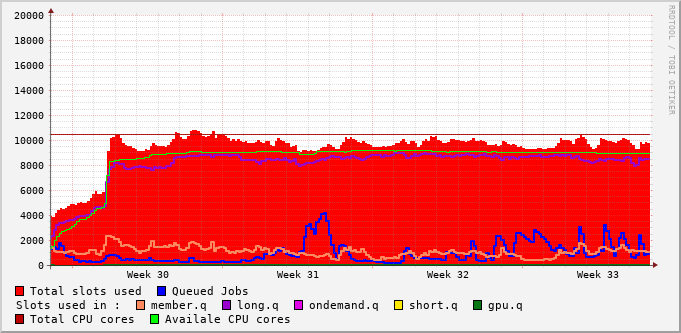 20000
18000
16000
14000
12000
10000
8000
6000
4000
2000
0
Week 30 Week 31 Week 32 Week 33
RRDTOOL / TOBI OETIKER
Total slots used Queued Jobs
Slots used in : member.q long.q ondemand.q short.q gpu.q
Total CPU cores Availale CPU cores